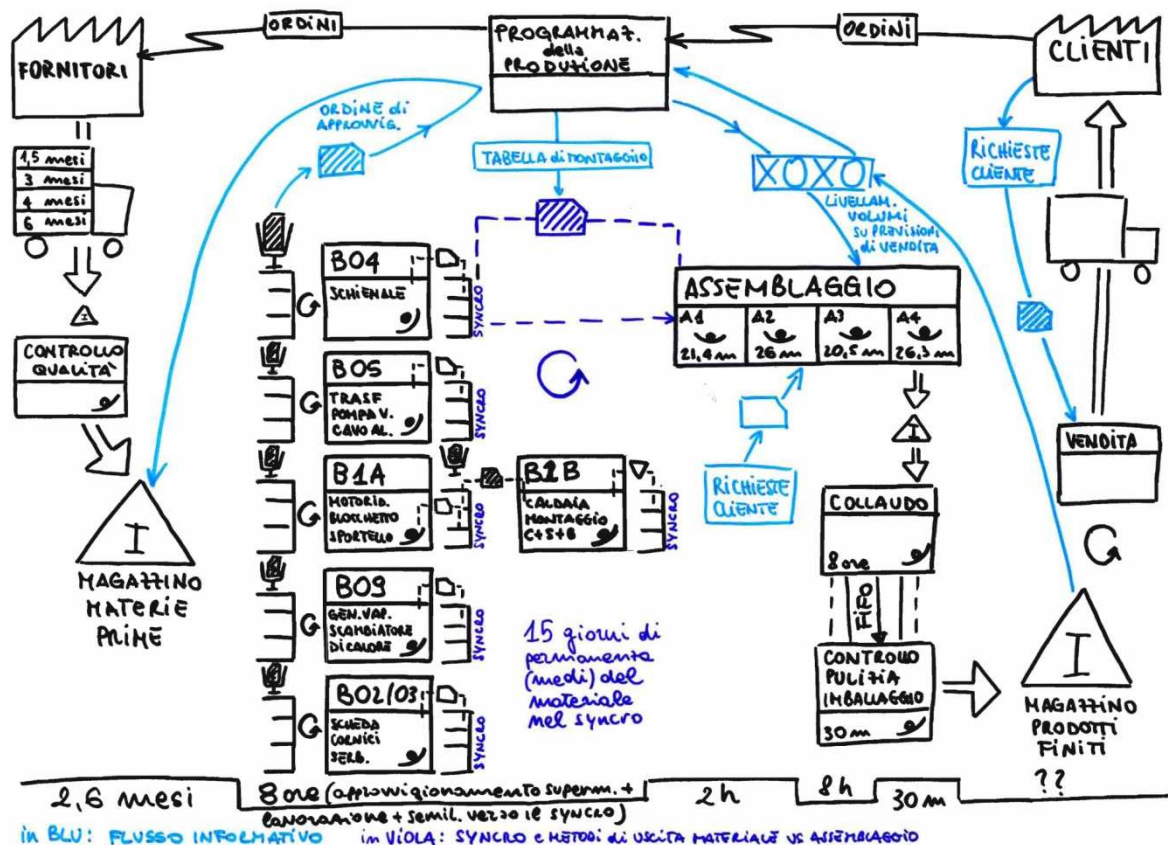 ORDINI
ORDINI
FORNITORI
PROGRAMMAZ.
della
PRODUZIONE
CLIENTI
1,5 mesi
3 mesi
4 mesi
6 mesi
ORDINE di
APPROVVIG.
TABELLA di MONTAGGIO
XOXO
LIVELLAM.
VOLUMI
SU PREVISIONI
di VENDITA
RICHIESTE
CLIENTE
I
CONTROLLO
QUALITÀ
I
MAGAZZINO
MATERIE
PRIME
B04
SCHIENALE
SYNCRO
B05
TRASF
POMPA V.
CAVO AL.
SYNCRO
B1A
MOTORID.
BLOCCHETTO
SPORTELLO
SYNCRO
B1B
CALDAIA
MONTAGGIO
C+S+B
SYNCRO
B09
GEN. VAP.
SCAMBIATORE
DI CALORE
SYNCRO
B02/03
SCHEDA
CORNICI
SERB.
SYNCRO
15 giorni di
permanenza
(medi) del
materiale
nel syncro
ASSEMBLAGGIO
A1
21,4 m
A2
26 m
A3
20,5 m
A4
26,3 m
RICHIESTE
CLIENTE
I
COLLAUDO
8 ore
FIFO
CONTROLLO
PULIZIA
IMBALLAGGIO
30 m
VENDITA
I
MAGAZZINO
PRODOTTI
FINITI
2,6 mesi
8 ore (approvigionamento superm. +
lavorazione + semil. verso il syncro)
2h
8h
30 m
??
in BLU: FLUSSO INFORMATIVO
in VIOLA: SYNCRO e METODI di USCITA MATERIALE VS ASSEMBLAGGIO